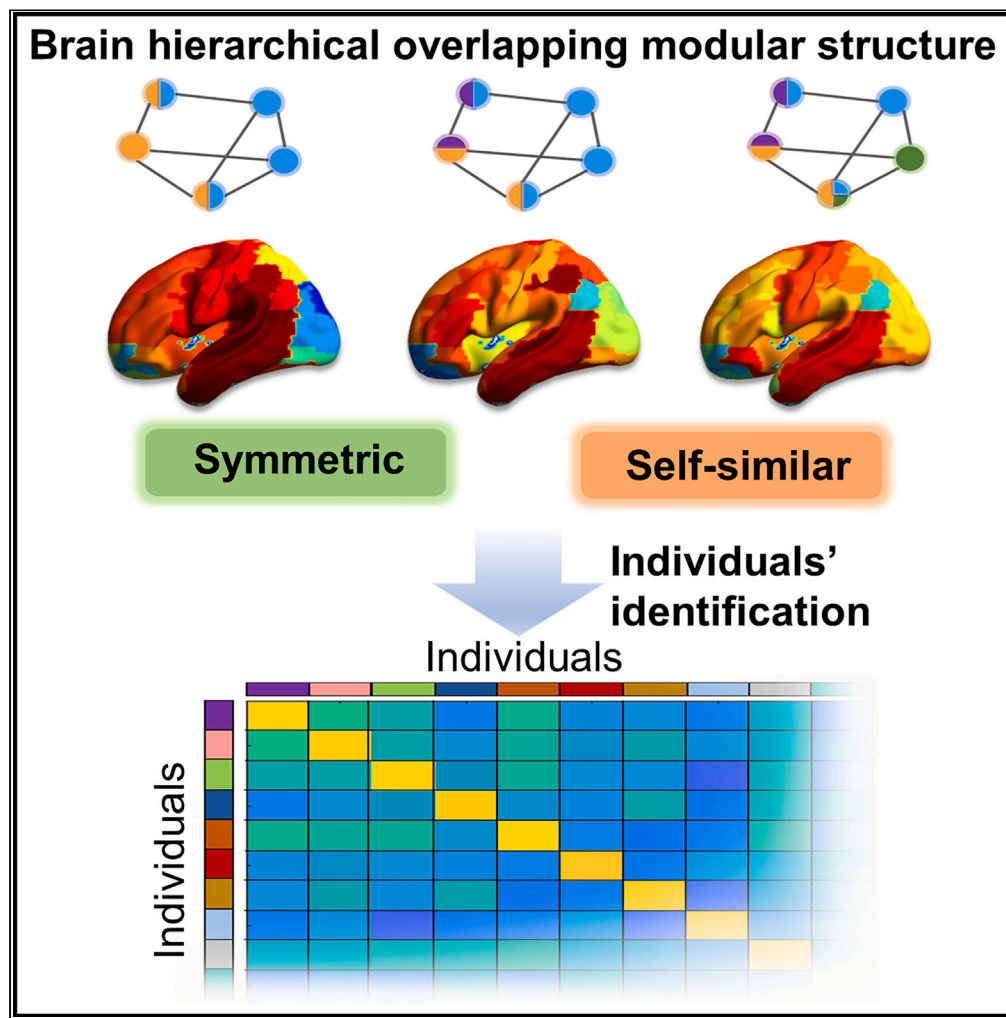 Brain hierarchical overlapping modular structure
Symmetric
Self-similar
Individuals’
identification
Individuals
Individuals